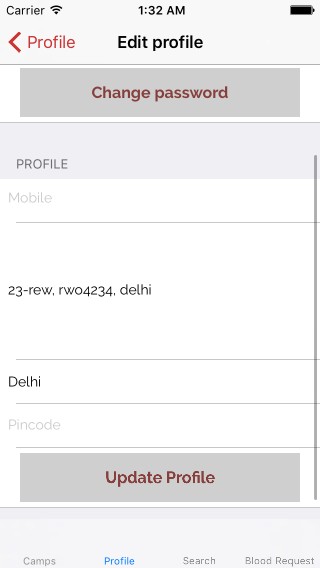 Carrier 1:32 AM
Profile Edit profile
Change password
PROFILE
Mobile
23-rew, rwo4234, delhi
Delhi
Pincode
Update Profile
Camps Profile Search Blood Request